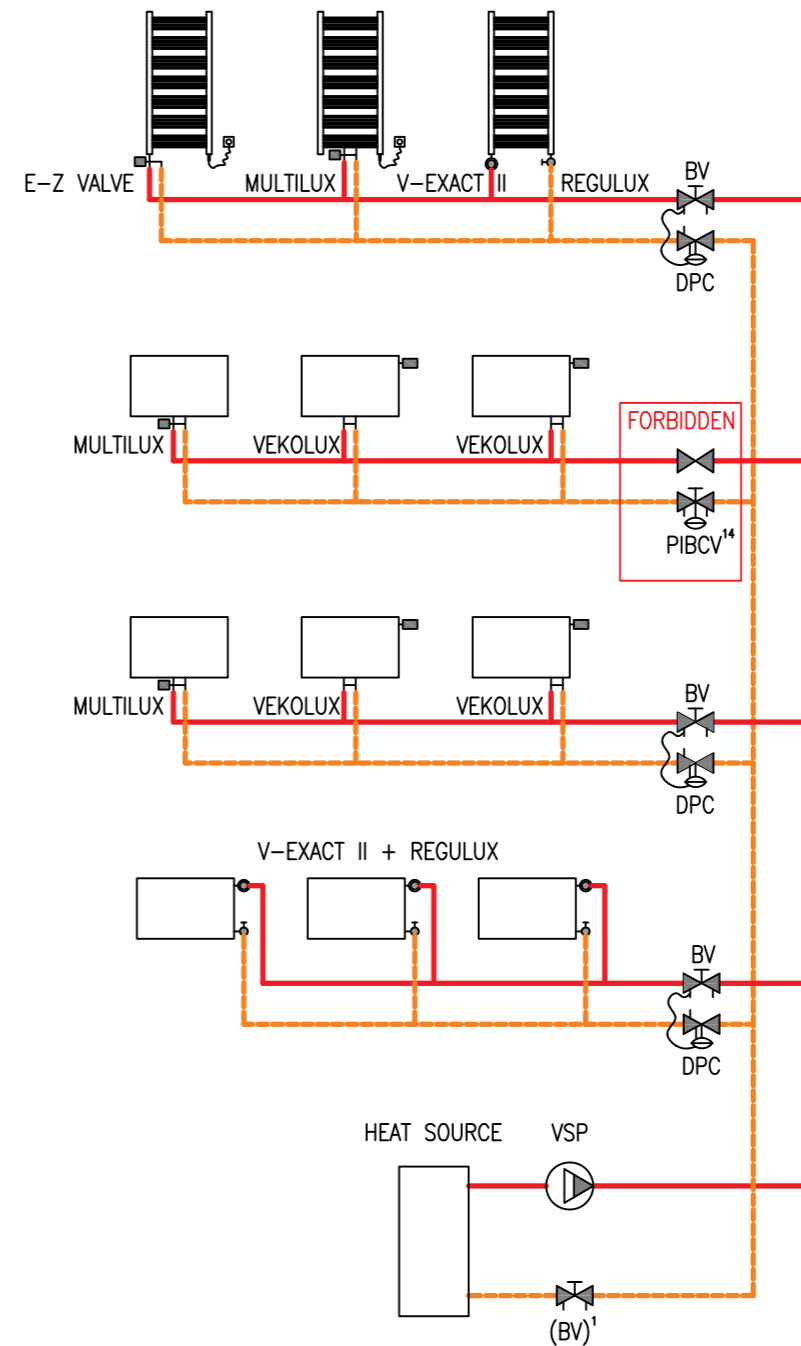 BV
E-Z VALVE MULTILUX V-EXACT II REGULUX
DPC
FORBIDDEN
MULTILUX VEKOLUX VEKOLUX
PIBCV¹⁴
BV
MULTILUX VEKOLUX VEKOLUX
DPC
V-EXACT II + REGULUX
BV
DPC
HEAT SOURCE VSP
(BV)¹